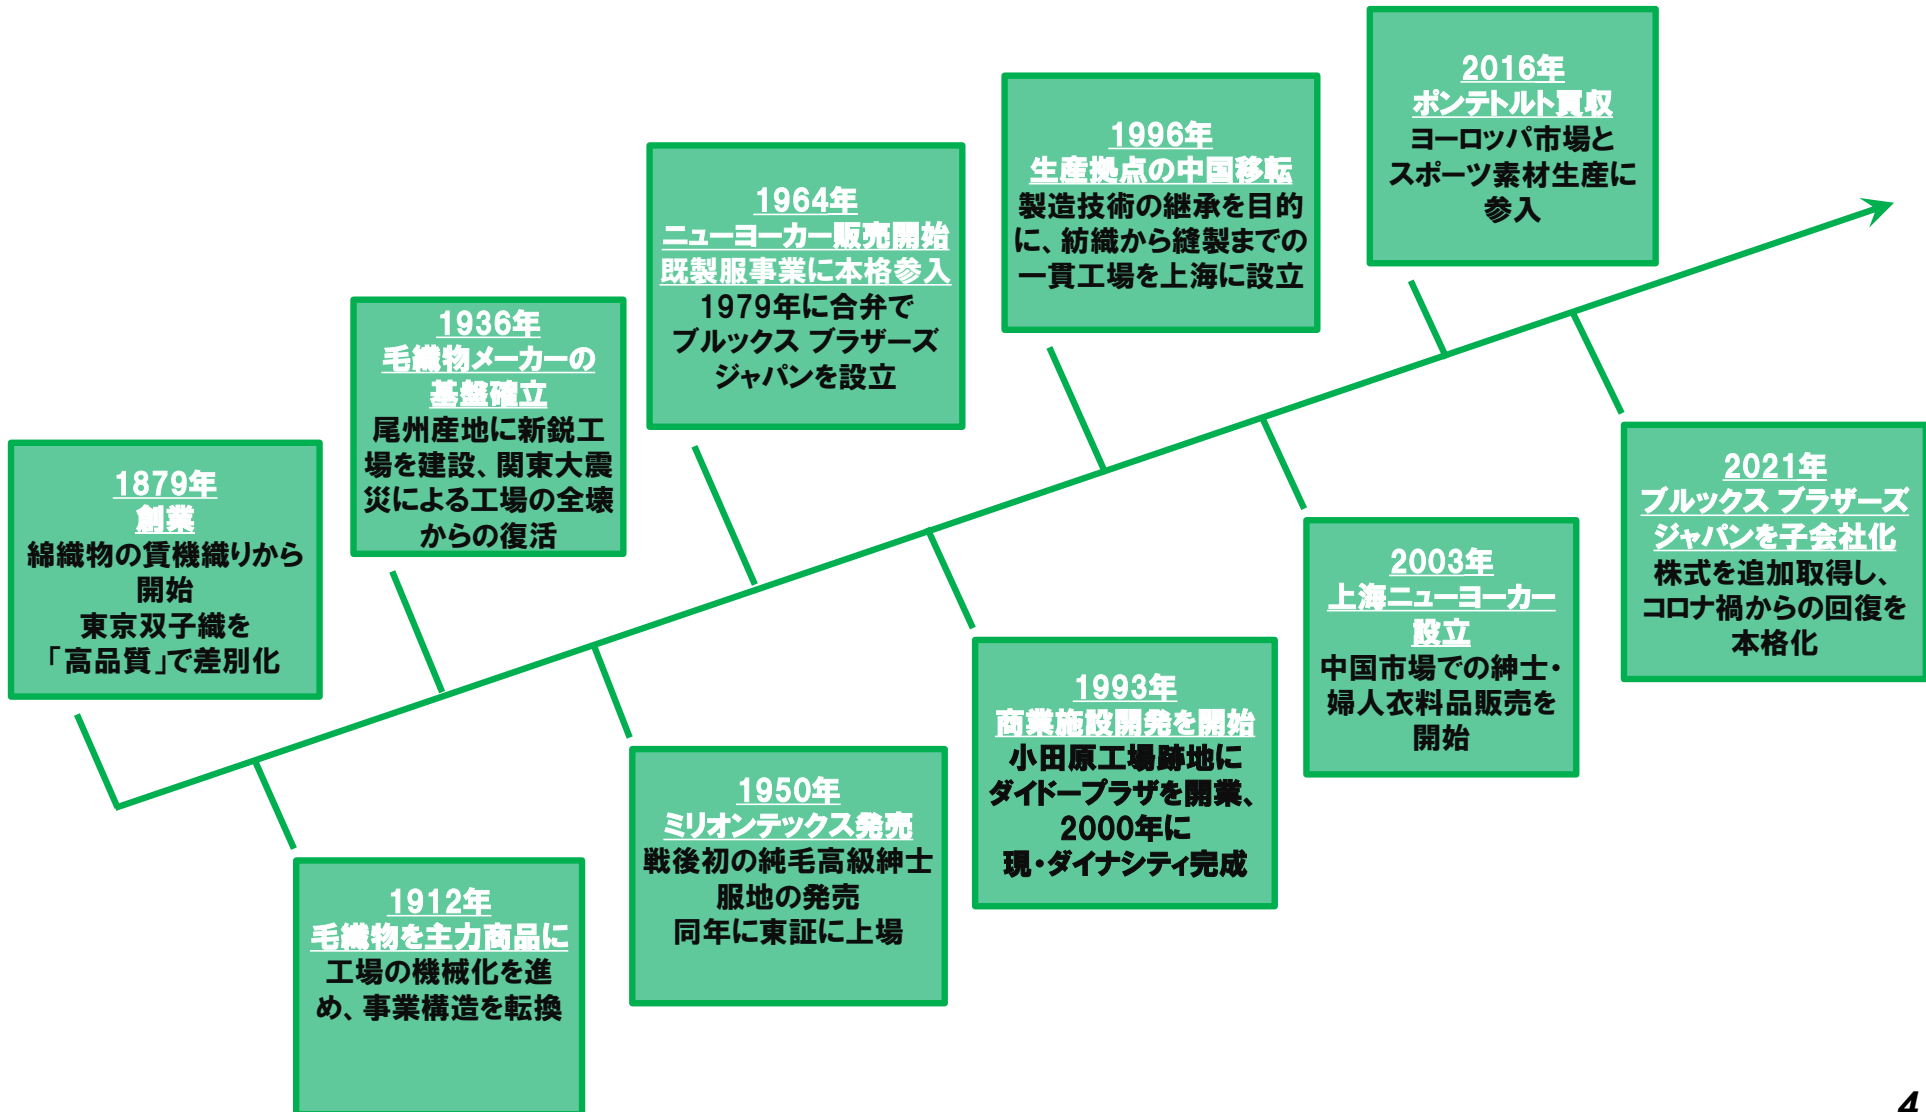 1879年
創業
綿織物の賃機織りから
開始
東京双子織を
「高品質」で差別化
1912年
毛織物を主力商品に
工場の機械化を進
め、事業構造を転換
1936年
毛織物メーカーの
基盤確立
尾州産地に新鋭工
場を建設、関東大震
災による工場の全壊
からの復活
1950年
ミリオンテックス発売
戦後初の純毛高級紳士
服地の発売
同年に東証に上場
1964年
ニューヨーカー販売開始
既製服事業に本格参入
1979年に合弁で
ブルックス ブラザーズ
ジャパンを設立
1993年
商業施設開発を開始
小田原工場跡地に
ダイドープラザを開業、
2000年に
現・ダイナシティ完成
1996年
生産拠点の中国移転
製造技術の継承を目的
に、紡織から縫製までの
一貫工場を上海に設立
2003年
上海ニューヨーカー
設立
中国市場での紳士・
婦人衣料品販売を
開始
2016年
ポンテトルト買収
ヨーロッパ市場と
スポーツ素材生産に
参入
2021年
ブルックス ブラザーズ
ジャパンを子会社化
株式を追加取得し、
コロナ禍からの回復を
本格化
4